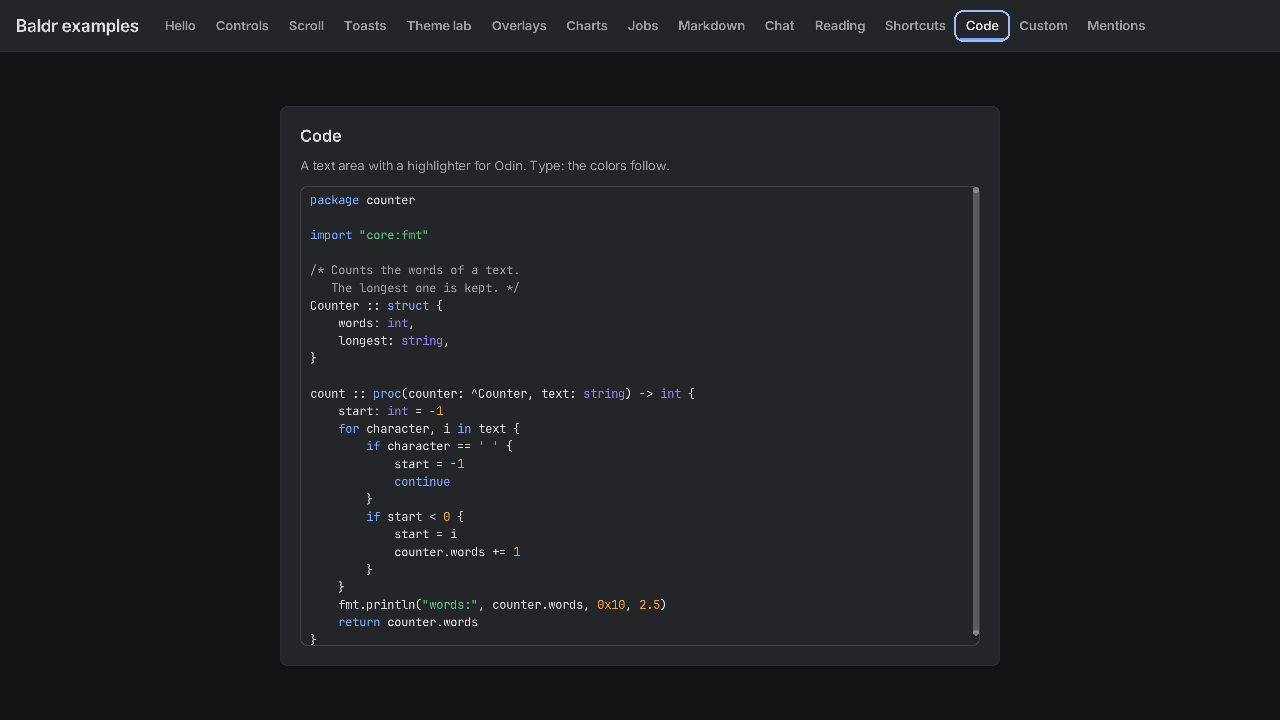 Baldr examples Hello Controls Scroll Toasts Theme lab Overlays Charts Jobs Markdown Chat Reading Shortcuts Code Custom Mentions
Code
A text area with a highlighter for Odin. Type: the colors follow.
package counter

import "core:fmt"

/* Counts the words of a text.
   The longest one is kept. */
Counter :: struct {
    words: int,
    longest: string,
}

count :: proc(counter: ^Counter, text: string) -> int {
    start: int = -1
    for character, i in text {
        if character == ' ' {
            start = -1
            continue
        }
        if start < 0 {
            start = i
            counter.words += 1
        }
    }
    fmt.println("words:", counter.words, 0x10, 2.5)
    return counter.words
}